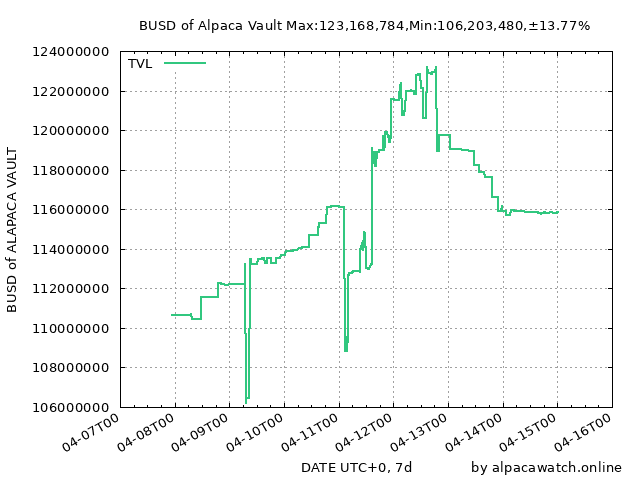 BUSD of Alpaca Vault Max:123,168,784,Min:106,203,480,±13.77%
TVL
BUSD of ALAPACA VAULT
124000000
122000000
120000000
118000000
116000000
114000000
112000000
110000000
108000000
106000000
04-07T00
04-08T00
04-09T00
04-10T00
04-11T00
04-12T00
04-13T00
04-14T00
04-15T00
04-16T00
DATE UTC+0, 7d
by alpacawatch.online